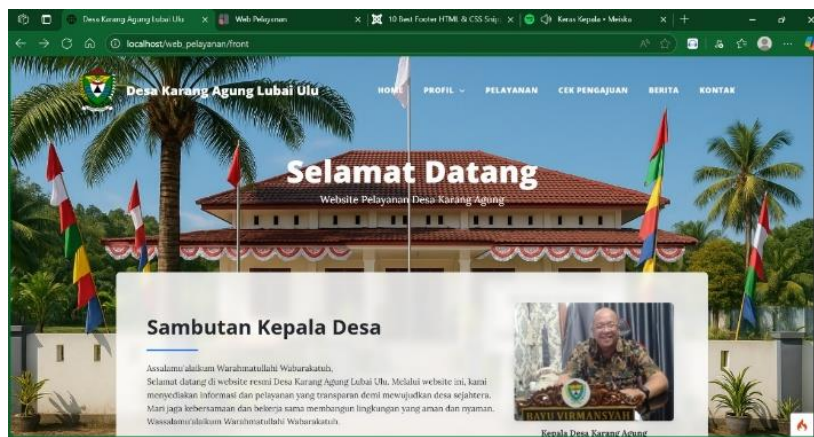 Desa Karang Agung Lubai Ulu
Web Pelayanan
10 Best Footer HTML & CSS Snip
Keras Kepala • Meiska
localhost/web_pelayanan/front
Desa Karang Agung Lubai Ulu
HOME
PROFIL
PELAYANAN
CEK PENGAJUAN
BERITA
KONTAK
Selamat Datang
Website Pelayanan Desa Karang Agung
Sambutan Kepala Desa
Assalamu'alaikum Warahmatullahi Wabarakatuh,
Selamat datang di website resmi Desa Karang Agung Lubai Ulu. Melalui website ini, kami
menyediakan informasi dan pelayanan yang transparan demi mewujudkan desa sejahtera.
Mari jaga kebersamaan dan bekerja sama membangun lingkungan yang aman dan nyaman.
Wassalamu'alaikum Warahmatullahi Wabarakatuh.
BAYU VIRMANSYAH
Kepala Desa Karang Agung